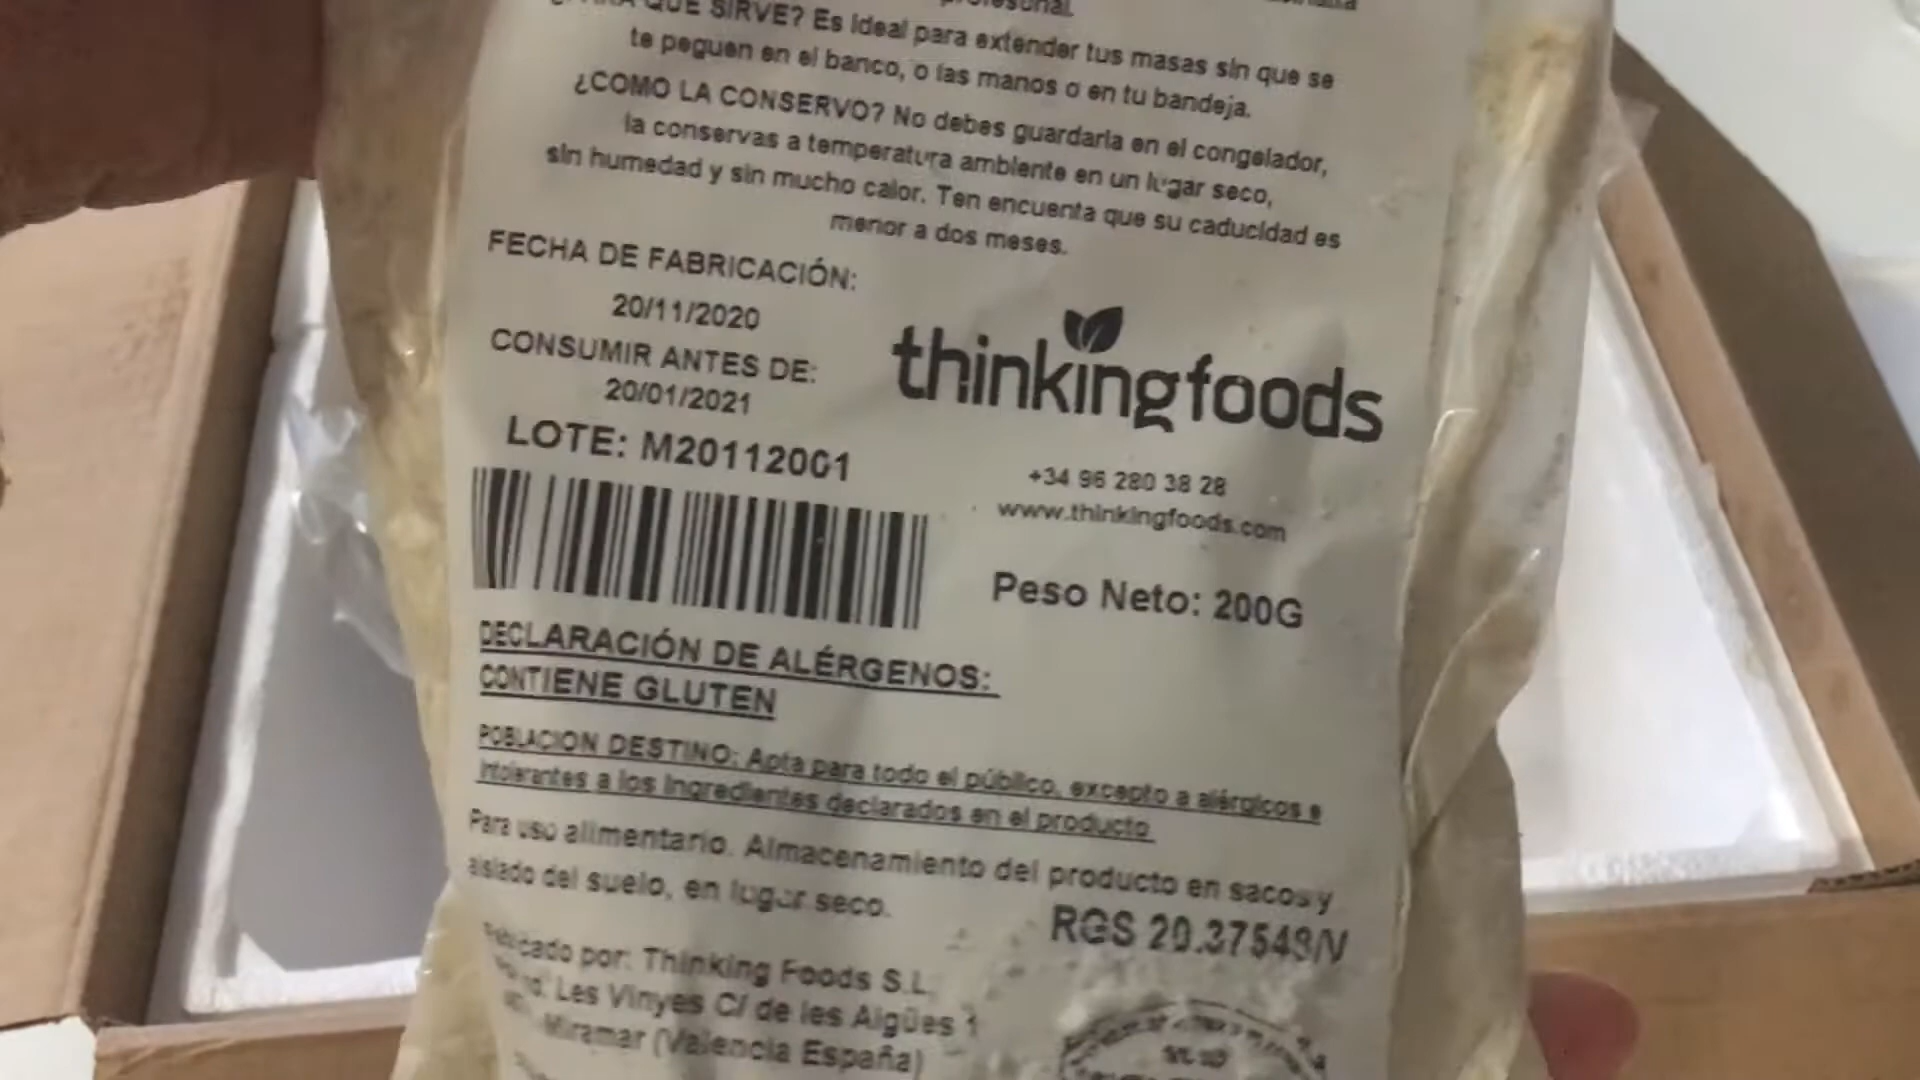 QUE SIRVE? Es Ideal para extender tus masas sin que se
te peguen en el banco, o las manos o en tu bandeja.
¿COMO LA CONSERVO? No debes guardarla en el congelador,
la conservas a temperatura ambiente en un lugar seco,
sin humedad y sin mucho calor. Ten encuenta que su caducidad es
menor a dos meses.
FECHA DE FABRICACIÓN:
20/11/2020
CONSUMIR ANTES DE:
20/01/2021
LOTE: M20112001
thinkingfoods
+34 96 280 38 28
www.thinkingfoods.com
Peso Neto: 200G
DECLARACIÓN DE ALÉRGENOS:
CONTIENE GLUTEN
POBLACION DESTINO: Apta para todo el público, excepto a alérgicos e
Intolerantes a los Ingredientes declarados en el producto
Para uso alimentario. Almacenamiento del producto en sacos y
aislado del suelo, en lugar seco.
RGS 20.37543/V
por: Thinking Foods S.L.
Les Vinyes C/ de les Aigües 1
Miramar (Valencia España)